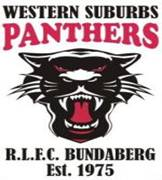 WESTERN SUBURBS
PANTHERS
R.L.F.C. BUNDABERG
Est. 1975